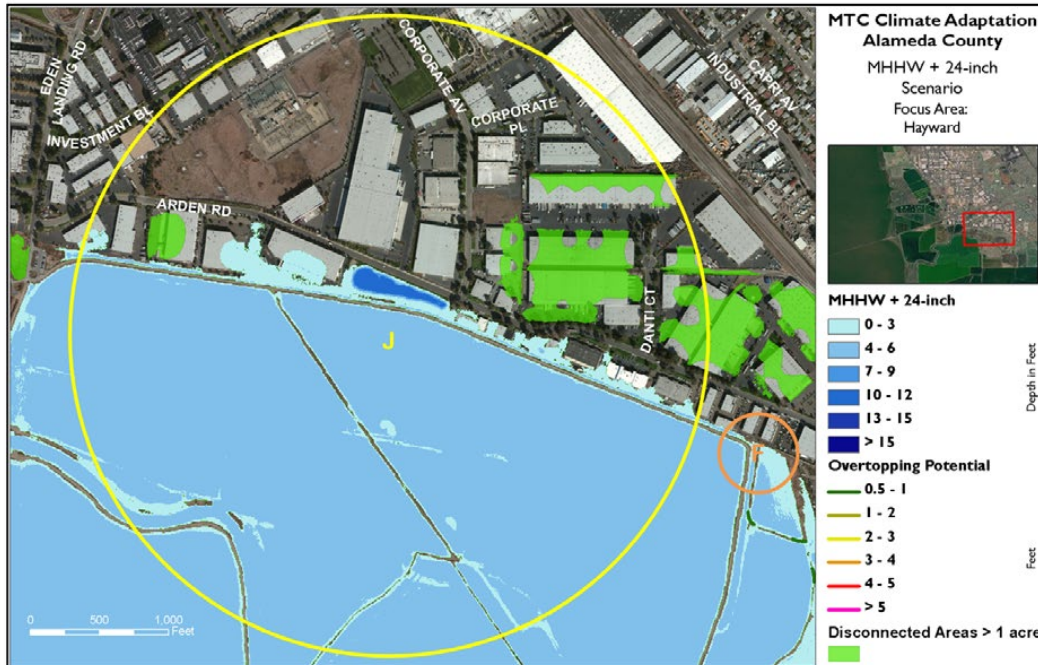 EDEN
LANDING RD
INVESTMENT BL
CORPORATE AV
CORPORATE
PL
INDUSTRIAL BL
CAPRI AV
ARDEN RD
DANTI CT
J
F
0 500 1,000
Feet
MTC Climate Adaptation
Alameda County
MHHW + 24-inch
Scenario
Focus Area:
Hayward
MHHW + 24-inch
0 - 3
4 - 6
7 - 9
10 - 12
13 - 15
> 15
Depth in Feet
Overtopping Potential
0.5 - 1
1 - 2
2 - 3
3 - 4
4 - 5
> 5
Feet
Disconnected Areas > 1 acre